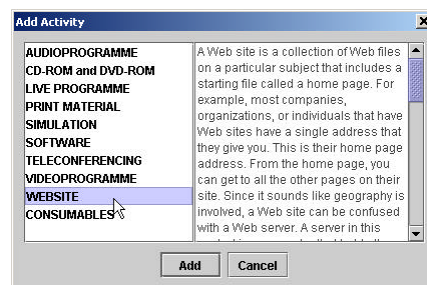 Add Activity
AUDIOPROGRAMME
CD-ROM and DVD-ROM
LIVE PROGRAMME
PRINT MATERIAL
SIMULATION
SOFTWARE
TELECONFERENCING
VIDEOPROGRAMME
WEBSITE
CONSUMABLES
A Web site is a collection of Web files
on a particular subject that includes a
starting file called a home page. For
example, most companies,
organizations, or individuals that have
Web sites have a single address that
they give you. This is their home page
address. From the home page, you
can get to all the other pages on their
site. Since it sounds like geography is
involved, a Web site can be confused
with a Web server. A server in this
Add
Cancel